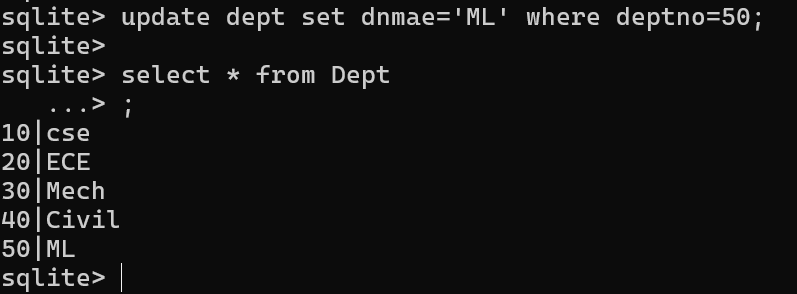 sqlite> update dept set dnmae='ML' where deptno=50;
sqlite>
sqlite> select * from Dept
   ...> ;
10|cse
20|ECE
30|Mech
40|Civil
50|ML
sqlite>